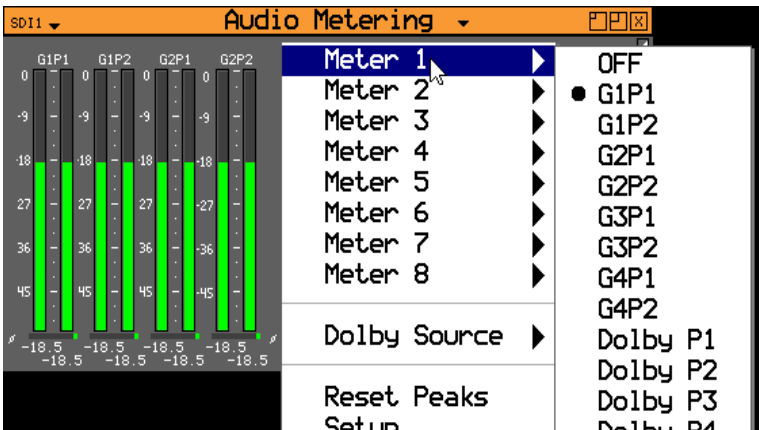 SDI1 Audio Metering
G1P1 G1P2 G2P1 G2P2
0 0 0 0
-9 -9 -9 -9
-18 -18 -18 -18
27 27 27 -27
36 36 36 -36
45 45 45 -45
-18.5 -18.5 -18.5 -18.5
-18.5 -18.5 -18.5 -18.5
Meter 1
Meter 2
Meter 3
Meter 4
Meter 5
Meter 6
Meter 7
Meter 8
Dolby Source
Reset Peaks
Setup
OFF
G1P1
G1P2
G2P1
G2P2
G3P1
G3P2
G4P1
G4P2
Dolby P1
Dolby P2
Dolby P3
Dolby P4